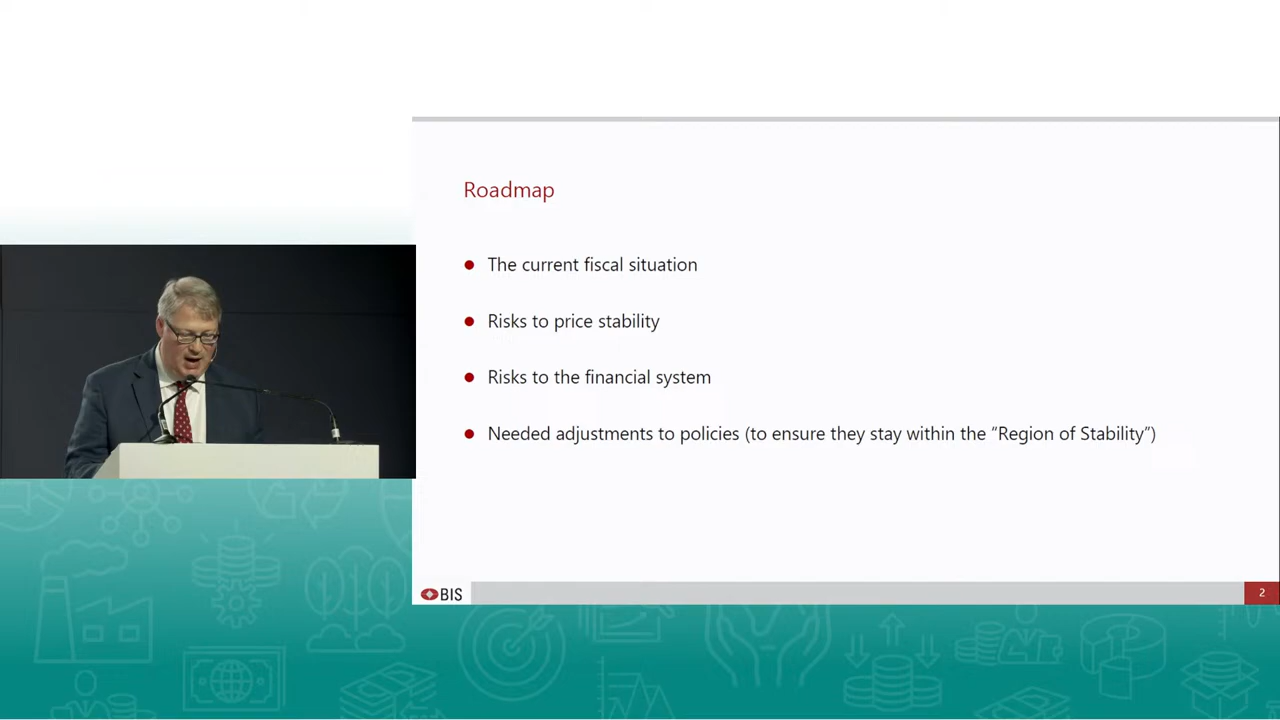 Roadmap
● The current fiscal situation
● Risks to price stability
● Risks to the financial system
● Needed adjustments to policies (to ensure they stay within the “Region of Stability”)
BIS
2